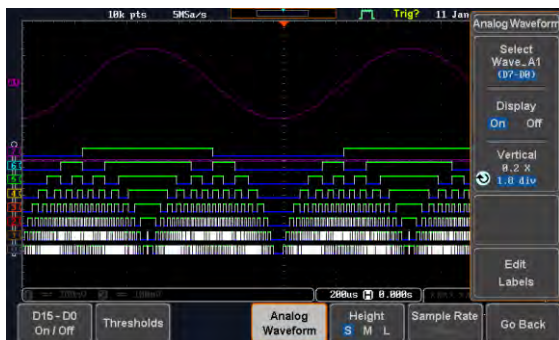 10k pts 5MSa/s Trig? 11 Jan
Analog Waveform
Select
Wave_A1
(D7~D0)
Display
On Off
Vertical
0.2 X
1.0 div
Edit
Labels
200us H 0.000s
D15 - D0
On / Off
Thresholds
Analog
Waveform
Height
S M L
Sample Rate
Go Back